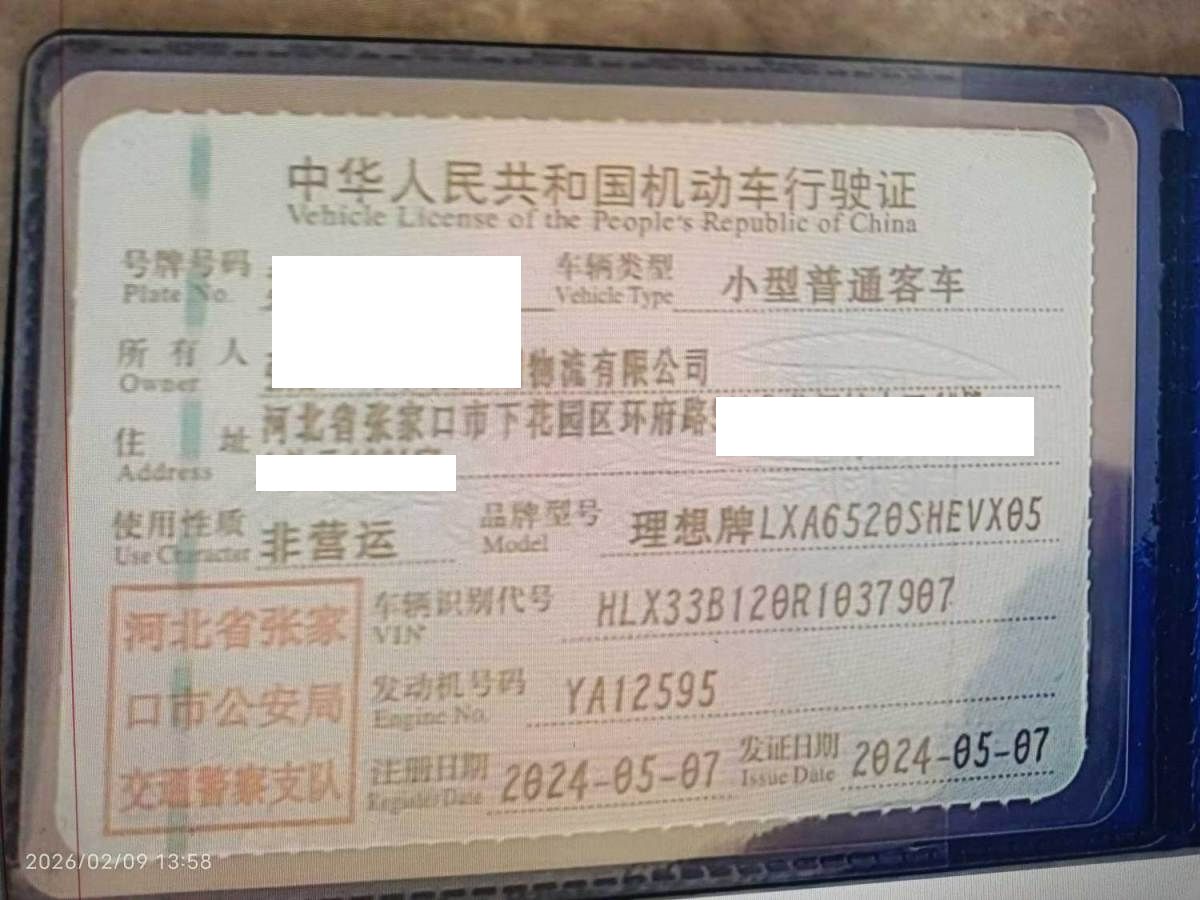 中华人民共和国机动车行驶证
Vehicle License of the People's Republic of China
号牌号码 车辆类型 小型普通客车
Plate No. Vehicle Type
所有人 物流有限公司
Owner
住址 河北省张家口市下花园区环府路
Address
使用性质 非营运 品牌型号 理想牌LXA6520SHEVX05
Use Character Model
河北省张家
口市公安局
交通警察支队
车辆识别代号 HLX33B120R1037907
VIN
发动机号码 YA12595
Engine No.
注册日期 2024-05-07 发证日期 2024-05-07
Register Date Issue Date
2026/02/09 13:58